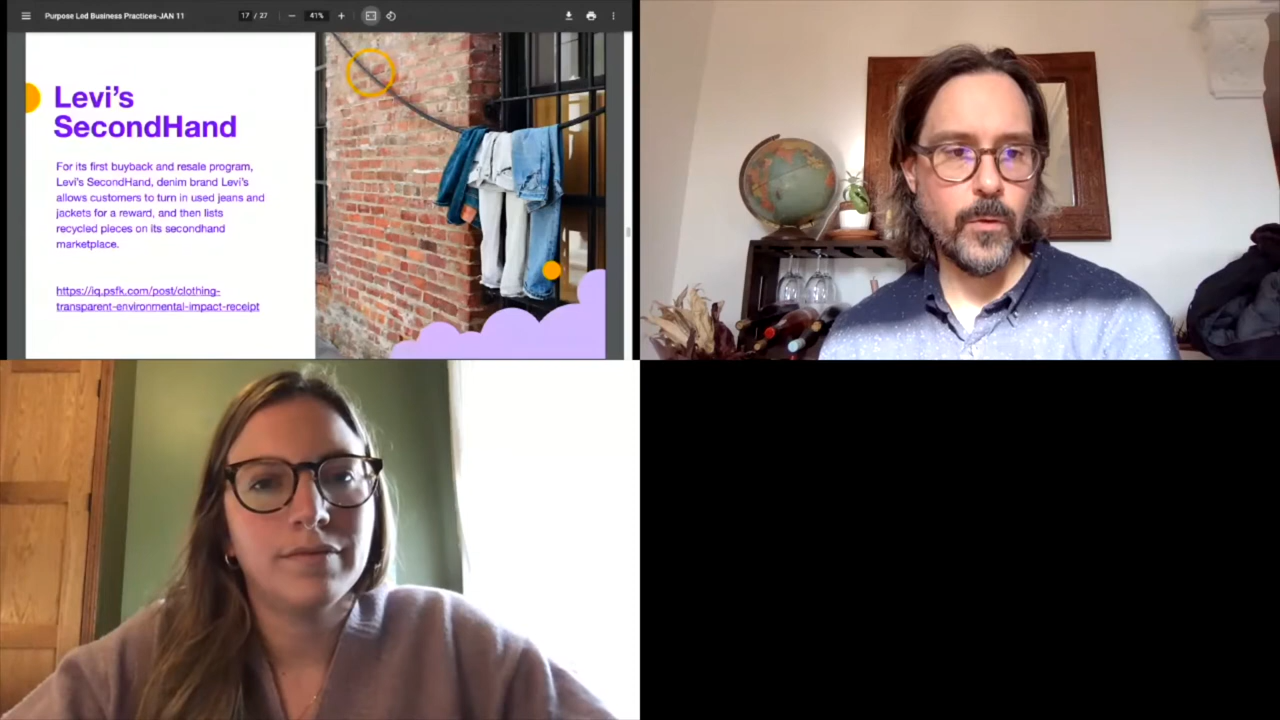 Purpose Led Business Practices-JAN 11
17 / 27
41%
Levi’s
SecondHand
For its first buyback and resale program,
Levi’s SecondHand, denim brand Levi’s
allows customers to turn in used jeans and
jackets for a reward, and then lists
recycled pieces on its secondhand
marketplace.
https://iq.psfk.com/post/clothing-
transparent-environmental-impact-receipt